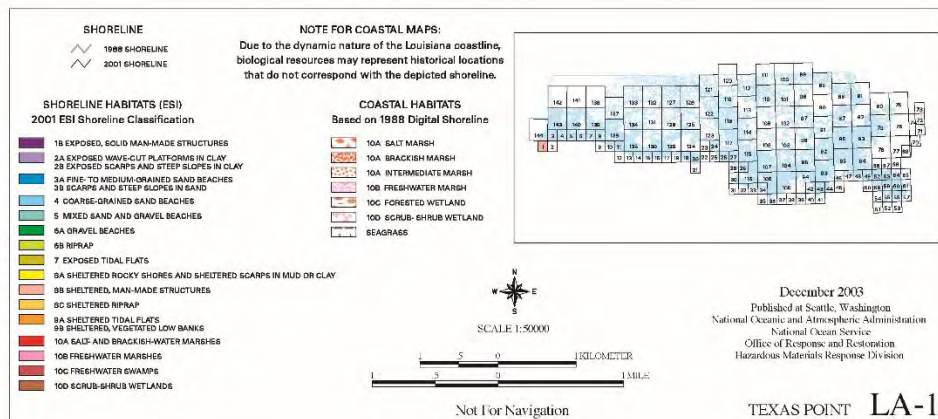 SHORELINE
1988 SHORELINE
2001 SHORELINE
NOTE FOR COASTAL MAPS:
Due to the dynamic nature of the Louisiana coastline,
biological resources may represent historical locations
that do not correspond with the depicted shoreline.
SHORELINE HABITATS (ESI)
2001 ESI Shoreline Classification
1B EXPOSED, SOLID MAN-MADE STRUCTURES
2A EXPOSED WAVE-CUT PLATFORMS IN CLAY
2B EXPOSED SCARPS AND STEEP SLOPES IN CLAY
3A FINE- TO MEDIUM-GRAINED SAND BEACHES
3B SCARPS AND STEEP SLOPES IN SAND
4 COARSE-GRAINED SAND BEACHES
5 MIXED SAND AND GRAVEL BEACHES
6A GRAVEL BEACHES
6B RIPRAP
7 EXPOSED TIDAL FLATS
8A SHELTERED ROCKY SHORES AND SHELTERED SCARPS IN MUD OR CLAY
8B SHELTERED, MAN-MADE STRUCTURES
8C SHELTERED RIPRAP
9A SHELTERED TIDAL FLATS
9B SHELTERED, VEGETATED LOW BANKS
10A SALT- AND BRACKISH-WATER MARSHES
10B FRESHWATER MARSHES
10C FRESHWATER SWAMPS
10D SCRUB-SHRUB WETLANDS
COASTAL HABITATS
Based on 1988 Digital Shoreline
10A SALT MARSH
10A BRACKISH MARSH
10A INTERMEDIATE MARSH
10B FRESHWATER MARSH
10C FORESTED WETLAND
10D SCRUB-SHRUB WETLAND
SEAGRASS
N
W E
S
SCALE 1:50000
1 .5 0 1 KILOMETER
1 .5 0 1 MILE
Not For Navigation
December 2003
Published at Seattle, Washington
National Oceanic and Atmospheric Administration
National Ocean Service
Office of Response and Restoration
Hazardous Materials Response Division
TEXAS POINT LA-1